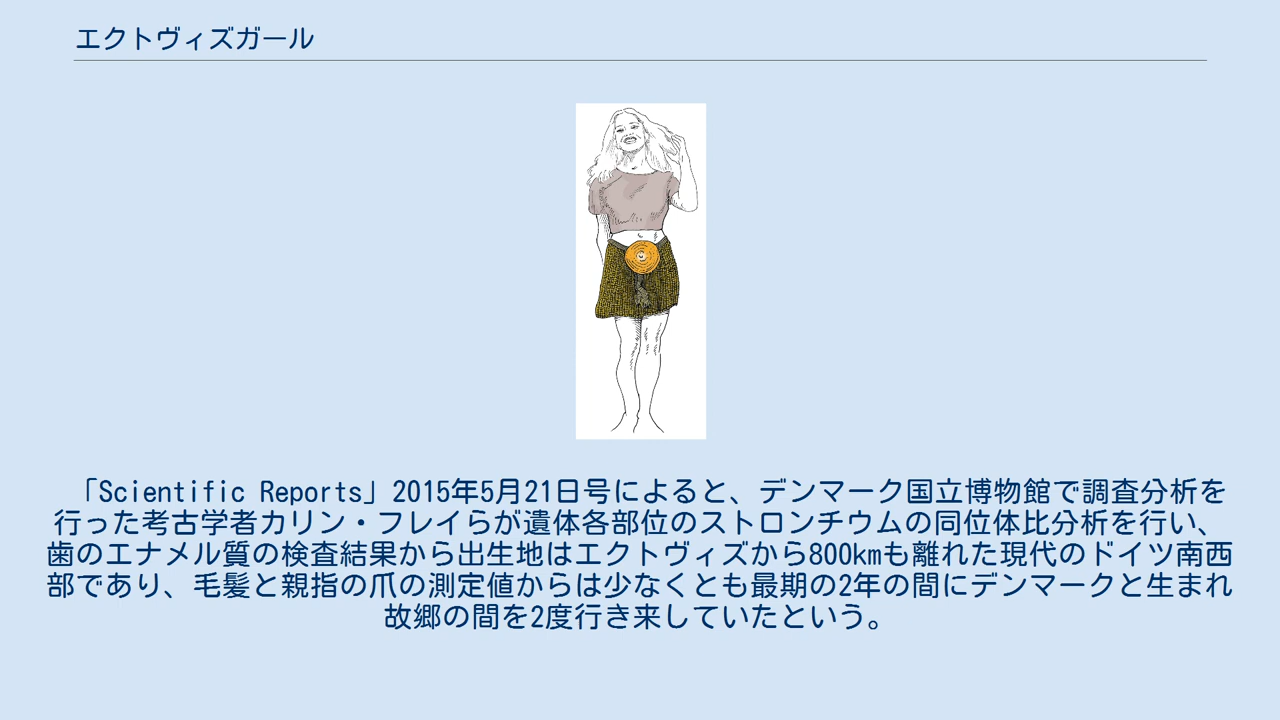 エクトヴィズガール
「Scientific Reports」2015年5月21日号によると、デンマーク国立博物館で調査分析を
行った考古学者カリン・フレイらが遺体各部位のストロンチウムの同位体比分析を行い、
歯のエナメル質の検査結果から出生地はエクトヴィズから800kmも離れた現代のドイツ南西
部であり、毛髪と親指の爪の測定値からは少なくとも最期の2年の間にデンマークと生まれ
故郷の間を2度行き来していたという。